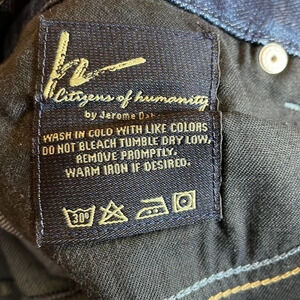 Citizens of humanity
by Jerome
WASH IN COLD WITH LIKE COLORS
DO NOT BLEACH TUMBLE DRY LOW.
REMOVE PROMPTLY.
WARM IRON IF DESIRED.
30°